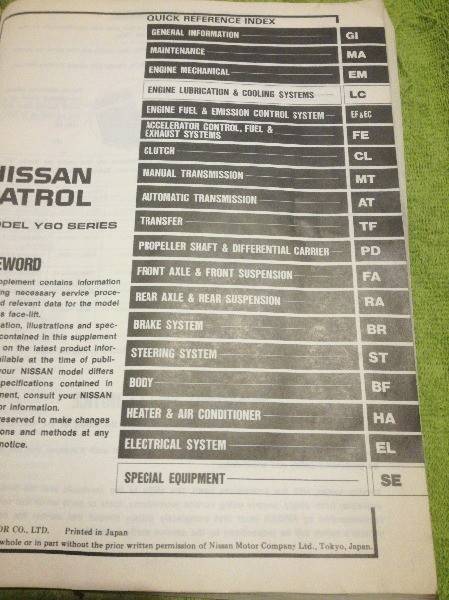 QUICK REFERENCE INDEX
GENERAL INFORMATION GI
MAINTENANCE MA
ENGINE MECHANICAL EM
ENGINE LUBRICATION & COOLING SYSTEMS LC
ENGINE FUEL & EMISSION CONTROL SYSTEM EF & EC
ACCELERATOR CONTROL, FUEL &
EXHAUST SYSTEMS FE
CLUTCH CL
MANUAL TRANSMISSION MT
AUTOMATIC TRANSMISSION AT
TRANSFER TF
PROPELLER SHAFT & DIFFERENTIAL CARRIER PD
FRONT AXLE & FRONT SUSPENSION FA
REAR AXLE & REAR SUSPENSION RA
BRAKE SYSTEM BR
STEERING SYSTEM ST
BODY BF
HEATER & AIR CONDITIONER HA
ELECTRICAL SYSTEM EL
SPECIAL EQUIPMENT SE
NISSAN
ATROL
ODEL Y60 SERIES
EWORD
pplement contains information
ng necessary service proce-
d relevant data for the model
s face-lift.
ation, illustrations and spec-
contained in this supplement
on the latest product infor-
ilable at the time of publi-
your NISSAN model differs
pecifications contained in
ment, consult your NISSAN
or information.
reserved to make changes
ons and methods at any
notice.
OR CO., LTD. Printed in Japan
whole or in part without the prior written permission of Nissan Motor Company Ltd., Tokyo, Japan.